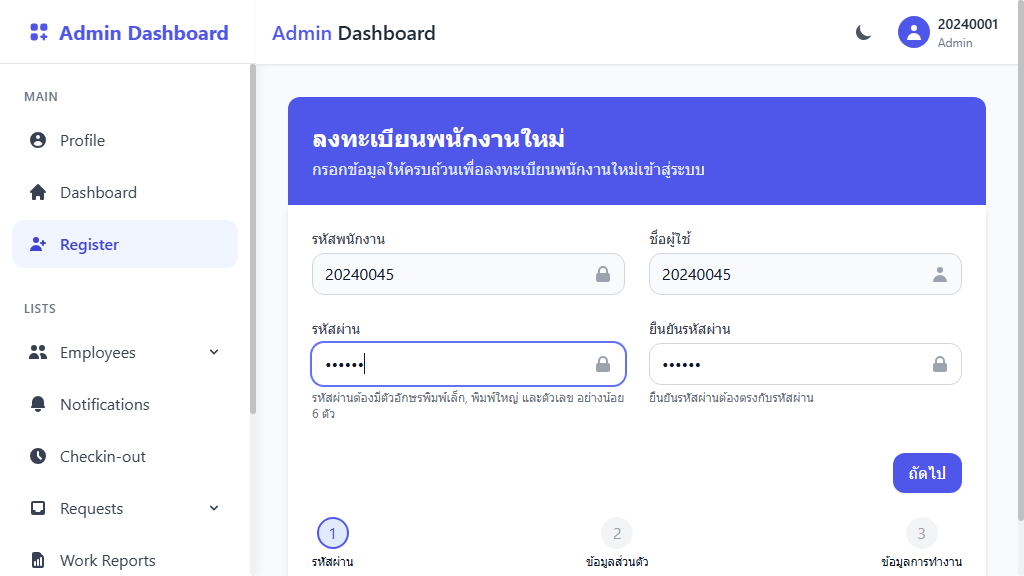 Admin Dashboard
Admin Dashboard
20240001
Admin
MAIN
Profile
Dashboard
Register
LISTS
Employees
Notifications
Checkin-out
Requests
Work Reports
ลงทะเบียนพนักงานใหม่
กรอกข้อมูลให้ครบถ้วนเพื่อลงทะเบียนพนักงานใหม่เข้าสู่ระบบ
รหัสพนักงาน
20240045
ชื่อผู้ใช้
20240045
รหัสผ่าน
••••••
รหัสผ่านต้องมีตัวอักษรพิมพ์เล็ก, พิมพ์ใหญ่ และตัวเลข อย่างน้อย
6 ตัว
ยืนยันรหัสผ่าน
••••••
ยืนยันรหัสผ่านต้องตรงกับรหัสผ่าน
ถัดไป
1
รหัสผ่าน
2
ข้อมูลส่วนตัว
3
ข้อมูลการทำงาน